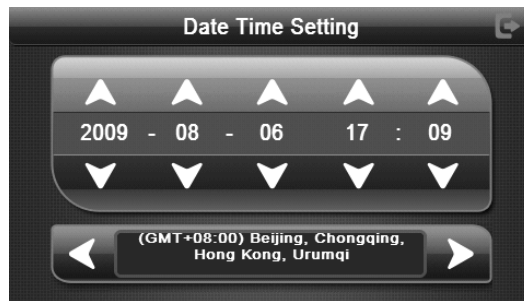 Date Time Setting
2009 - 08 - 06 17 : 09
(GMT+08:00) Beijing, Chongqing,
Hong Kong, Urumqi